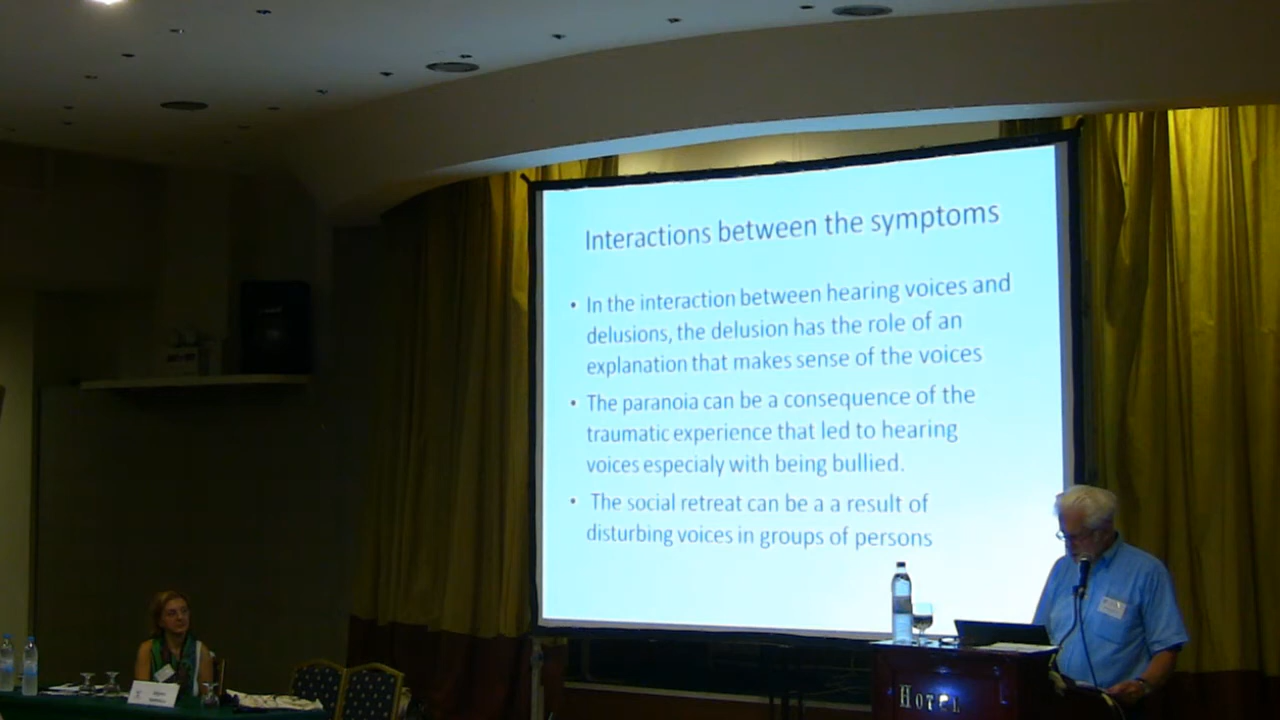 Interactions between the symptoms
• In the interaction between hearing voices and
delusions, the delusion has the role of an
explanation that makes sense of the voices
• The paranoia can be a consequence of the
traumatic experience that led to hearing
voices especialy with being bullied.
• The social retreat can be a a result of
disturbing voices in groups of persons
HOTEL